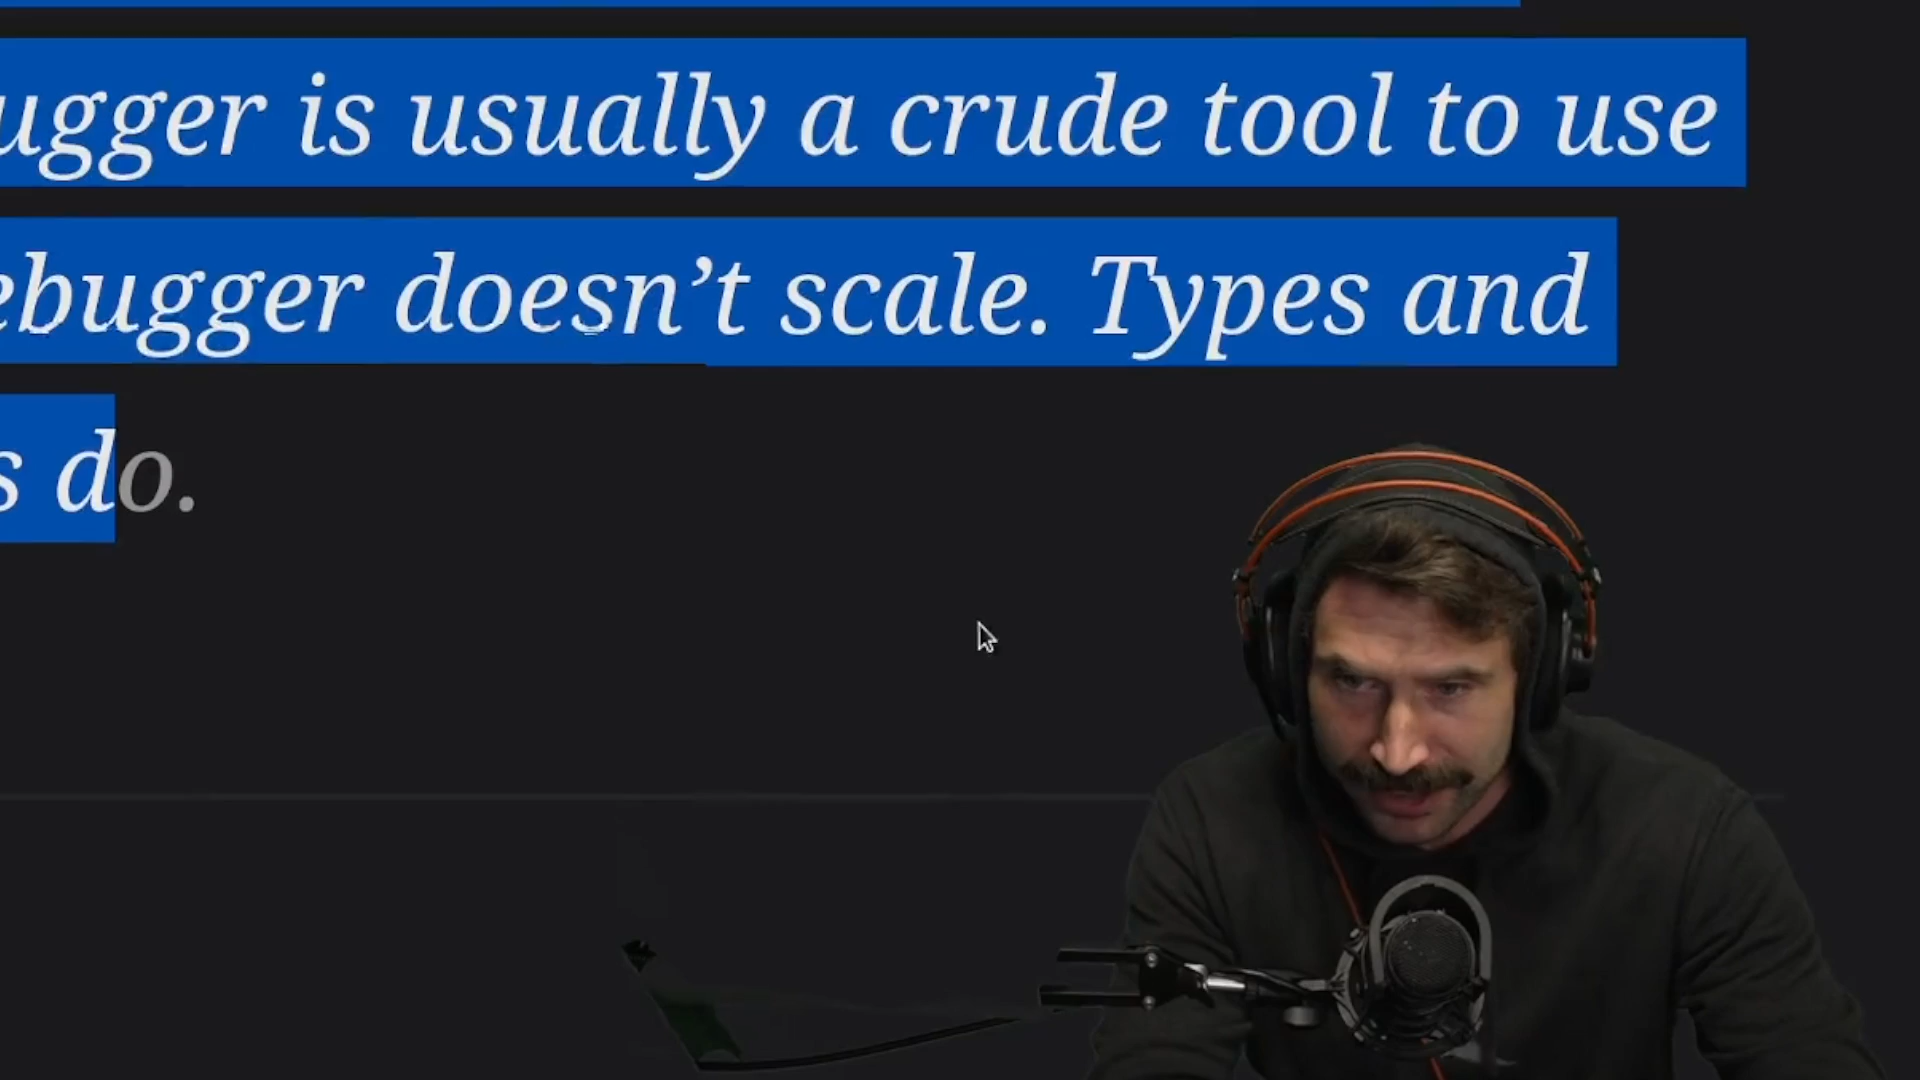 ugger is usually a crude tool to use
ebugger doesn’t scale. Types and
s do.